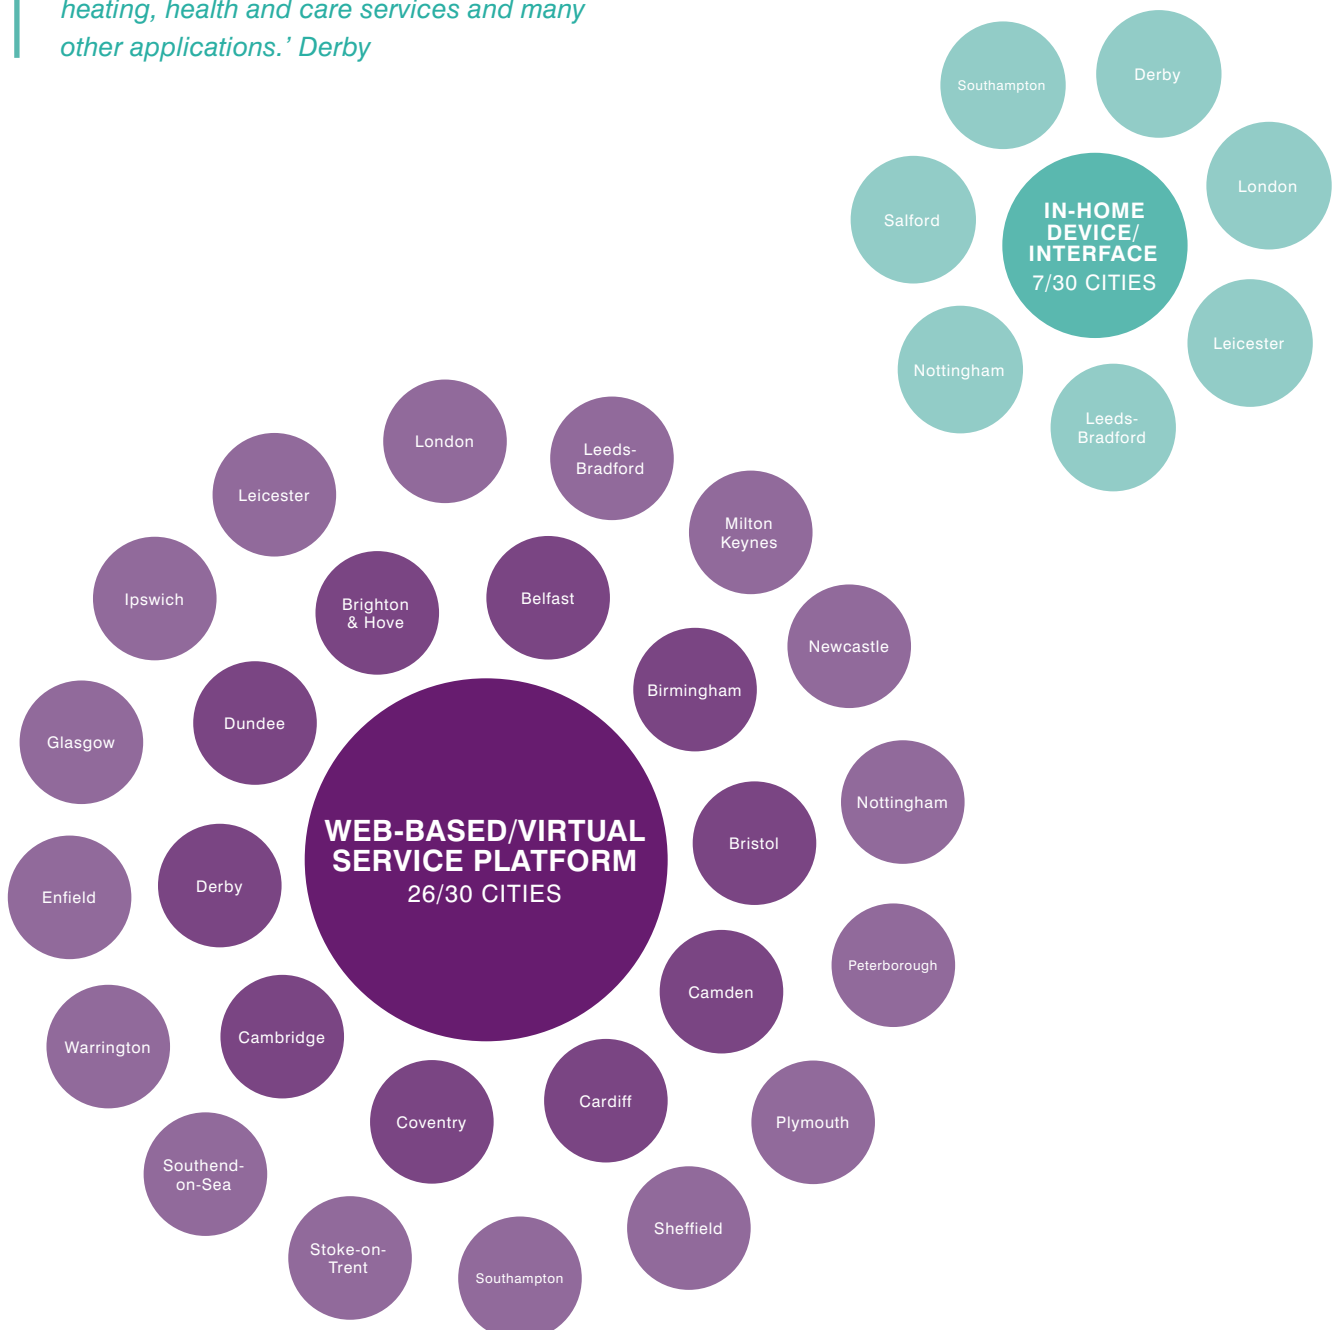 heating, health and care services and many
other applications.’ Derby
Southampton
Derby
London
Salford
IN-HOME
DEVICE/
INTERFACE
7/30 CITIES
Leicester
Nottingham
Leeds-
Bradford
London
Leeds-
Bradford
Leicester
Milton
Keynes
Ipswich
Brighton
& Hove
Belfast
Newcastle
Birmingham
Dundee
Glasgow
Nottingham
WEB-BASED/VIRTUAL
SERVICE PLATFORM
26/30 CITIES
Bristol
Derby
Enfield
Peterborough
Camden
Cambridge
Warrington
Cardiff
Coventry
Plymouth
Southend-
on-Sea
Sheffield
Stoke-on-
Trent
Southampton